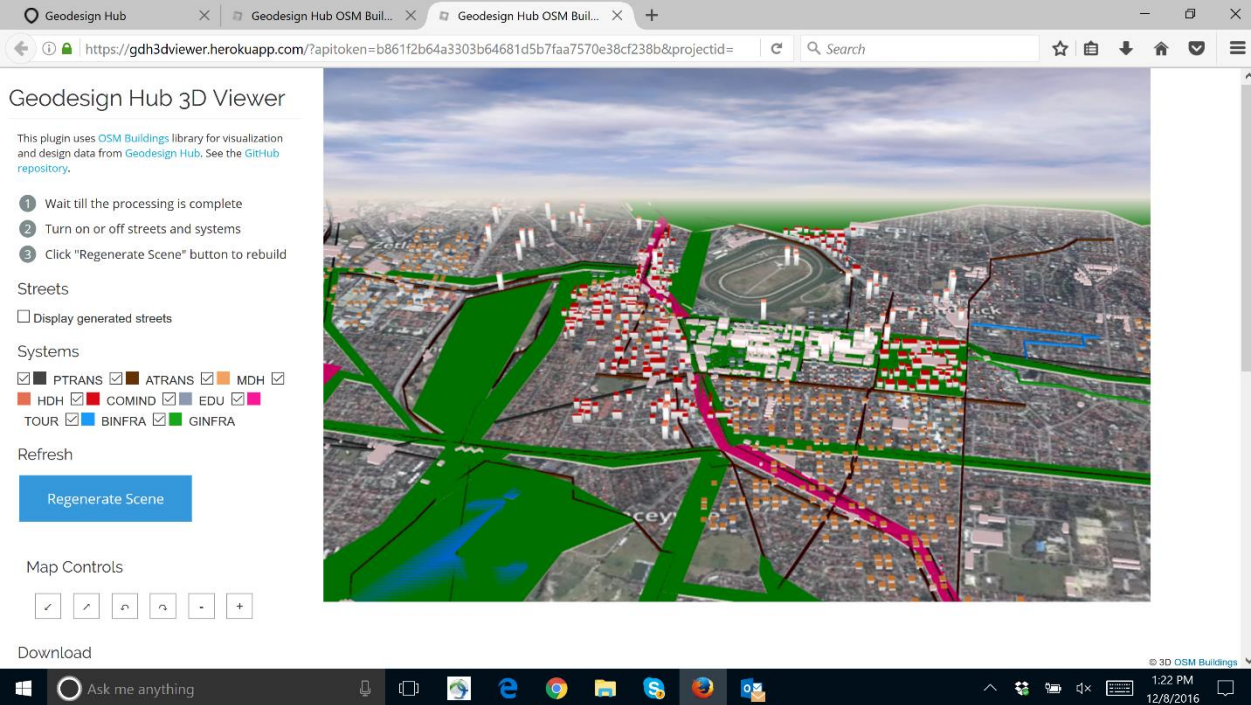 Geodesign Hub
Geodesign Hub OSM Buil...
Geodesign Hub OSM Buil...
https://gdh3dviewer.herokuapp.com/?apitoken=b861f2b64a3303b64681d5b7faa7570e38cf238b&projectid=
Search
Geodesign Hub 3D Viewer
This plugin uses OSM Buildings library for visualization
and design data from Geodesign Hub. See the GitHub
repository.
1 Wait till the processing is complete
2 Turn on or off streets and systems
3 Click "Regenerate Scene" button to rebuild
Streets
Display generated streets
Systems
PTRANS ATRANS MDH
HDH COMIND EDU
TOUR BINFRA GINFRA
Refresh
Regenerate Scene
Map Controls
- +
Download
Zetland
© 3D OSM Buildings
Ask me anything
1:22 PM
12/8/2016